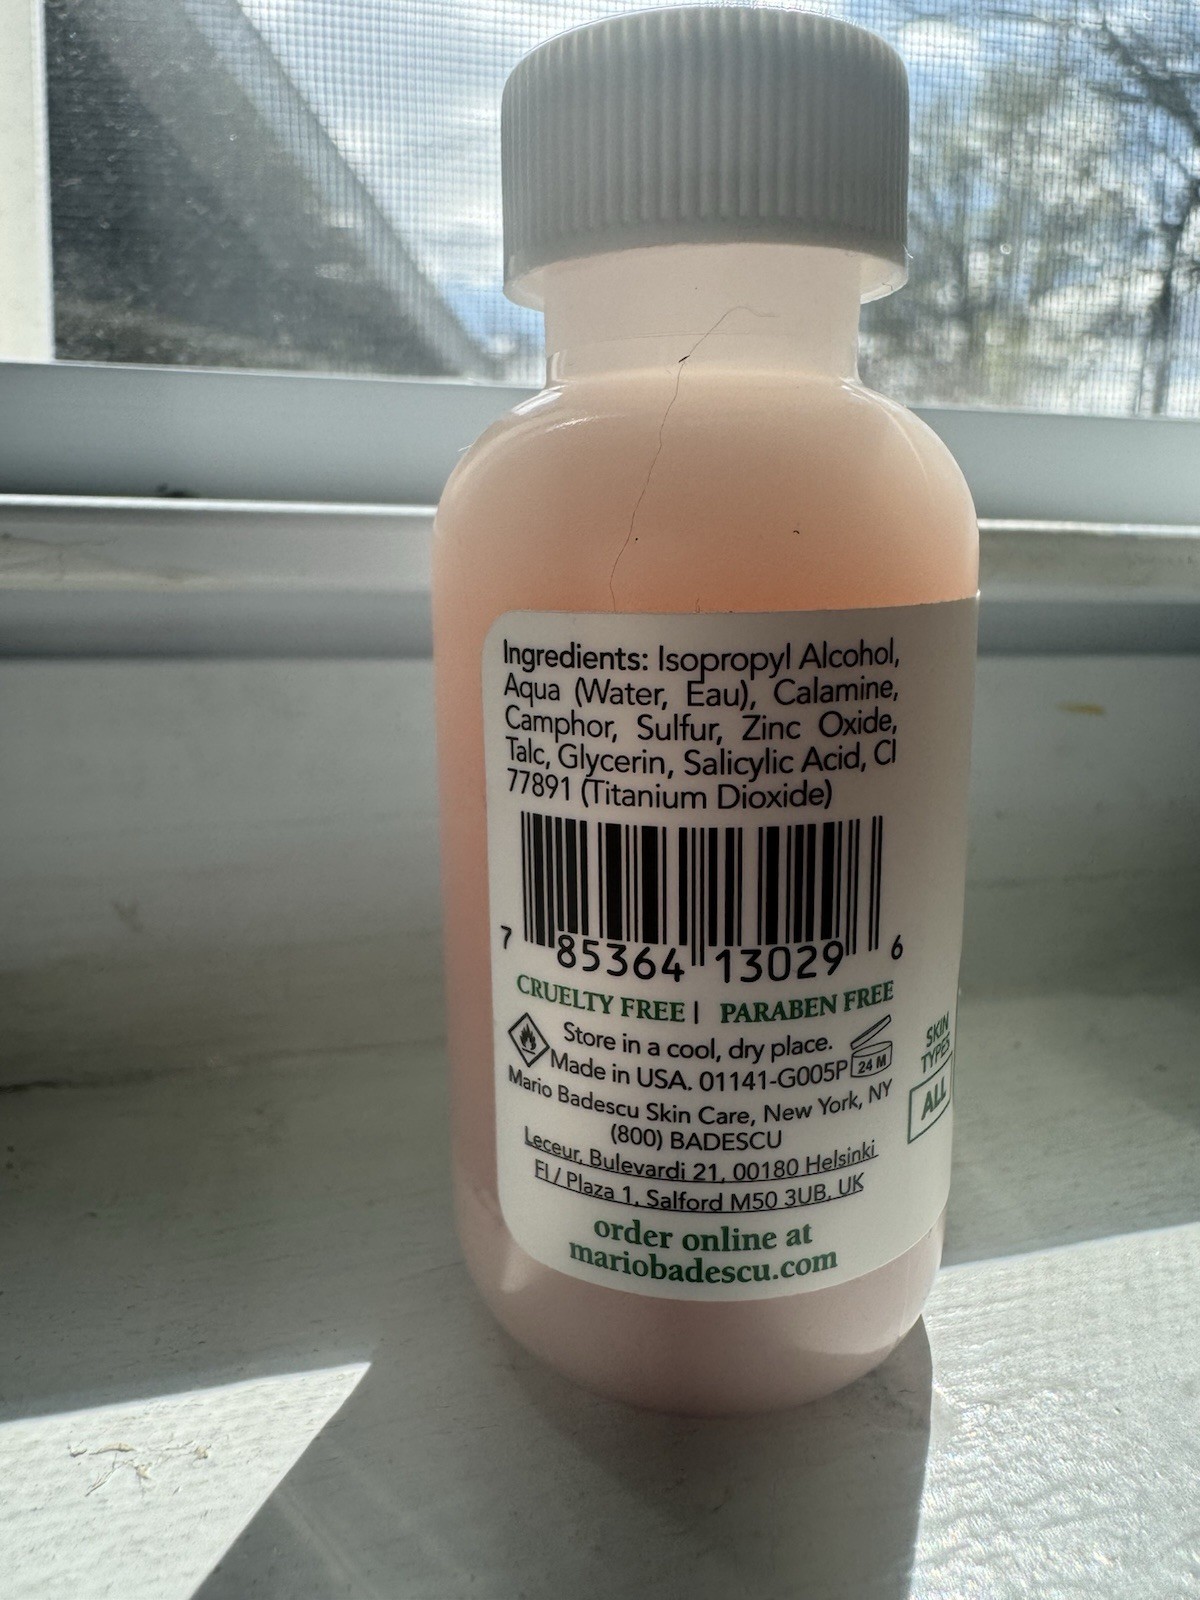 Ingredients: Isopropyl Alcohol,
Aqua (Water, Eau), Calamine,
Camphor, Sulfur, Zinc Oxide,
Talc, Glycerin, Salicylic Acid, CI
77891 (Titanium Dioxide)
7 85364 13029 6
CRUELTY FREE | PARABEN FREE
Store in a cool, dry place.
Made in USA. 01141-G005P
24 M
Mario Badescu Skin Care, New York, NY
(800) BADESCU
Leceur, Bulevardi 21, 00180 Helsinki
FI / Plaza 1, Salford M50 3UB, UK
order online at
mariobadescu.com
SKIN
TYPES
ALL